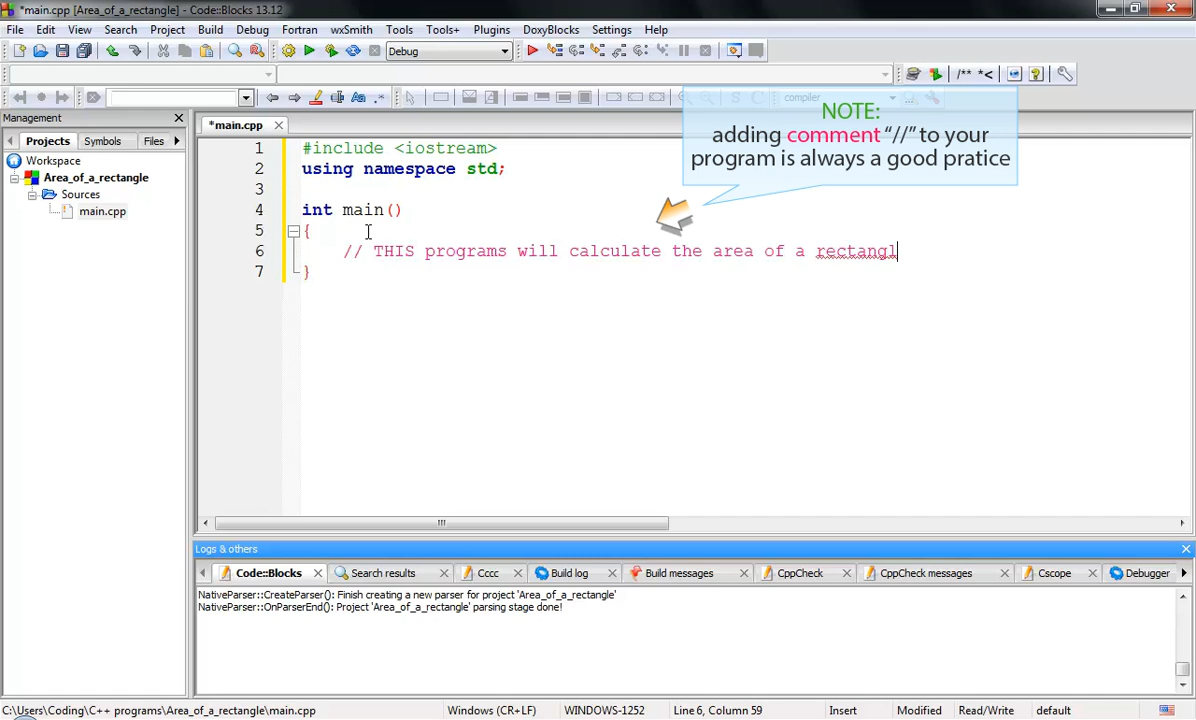 *main.cpp [Area_of_a_rectangle] - Code::Blocks 13.12
File Edit View Search Project Build Debug Fortran wxSmith Tools Tools+ Plugins DoxyBlocks Settings Help
Debug
/** *<
compiler
Management
Projects Symbols Files
Workspace
Area_of_a_rectangle
Sources
main.cpp
*main.cpp
NOTE:
adding comment “//” to your
program is always a good pratice
1 #include <iostream>
2 using namespace std;
3
4 int main()
5 {
6 // THIS programs will calculate the area of a rectangl
7 }
Logs & others
Code::Blocks Search results Cccc Build log Build messages CppCheck CppCheck messages Cscope Debugger
NativeParser::CreateParser(): Finish creating a new parser for project 'Area_of_a_rectangle'
NativeParser::OnParserEnd(): Project 'Area_of_a_rectangle' parsing stage done!
C:\Users\Coding\C++ programs\Area_of_a_rectangle\main.cpp Windows (CR+LF) WINDOWS-1252 Line 6, Column 59 Insert Modified Read/Write default